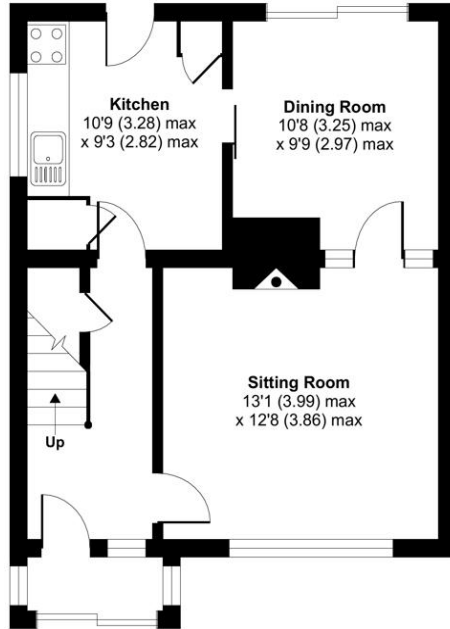 Kitchen
10'9 (3.28) max
x 9'3 (2.82) max
Dining Room
10'8 (3.25) max
x 9'9 (2.97) max
Sitting Room
13'1 (3.99) max
x 12'8 (3.86) max
Up